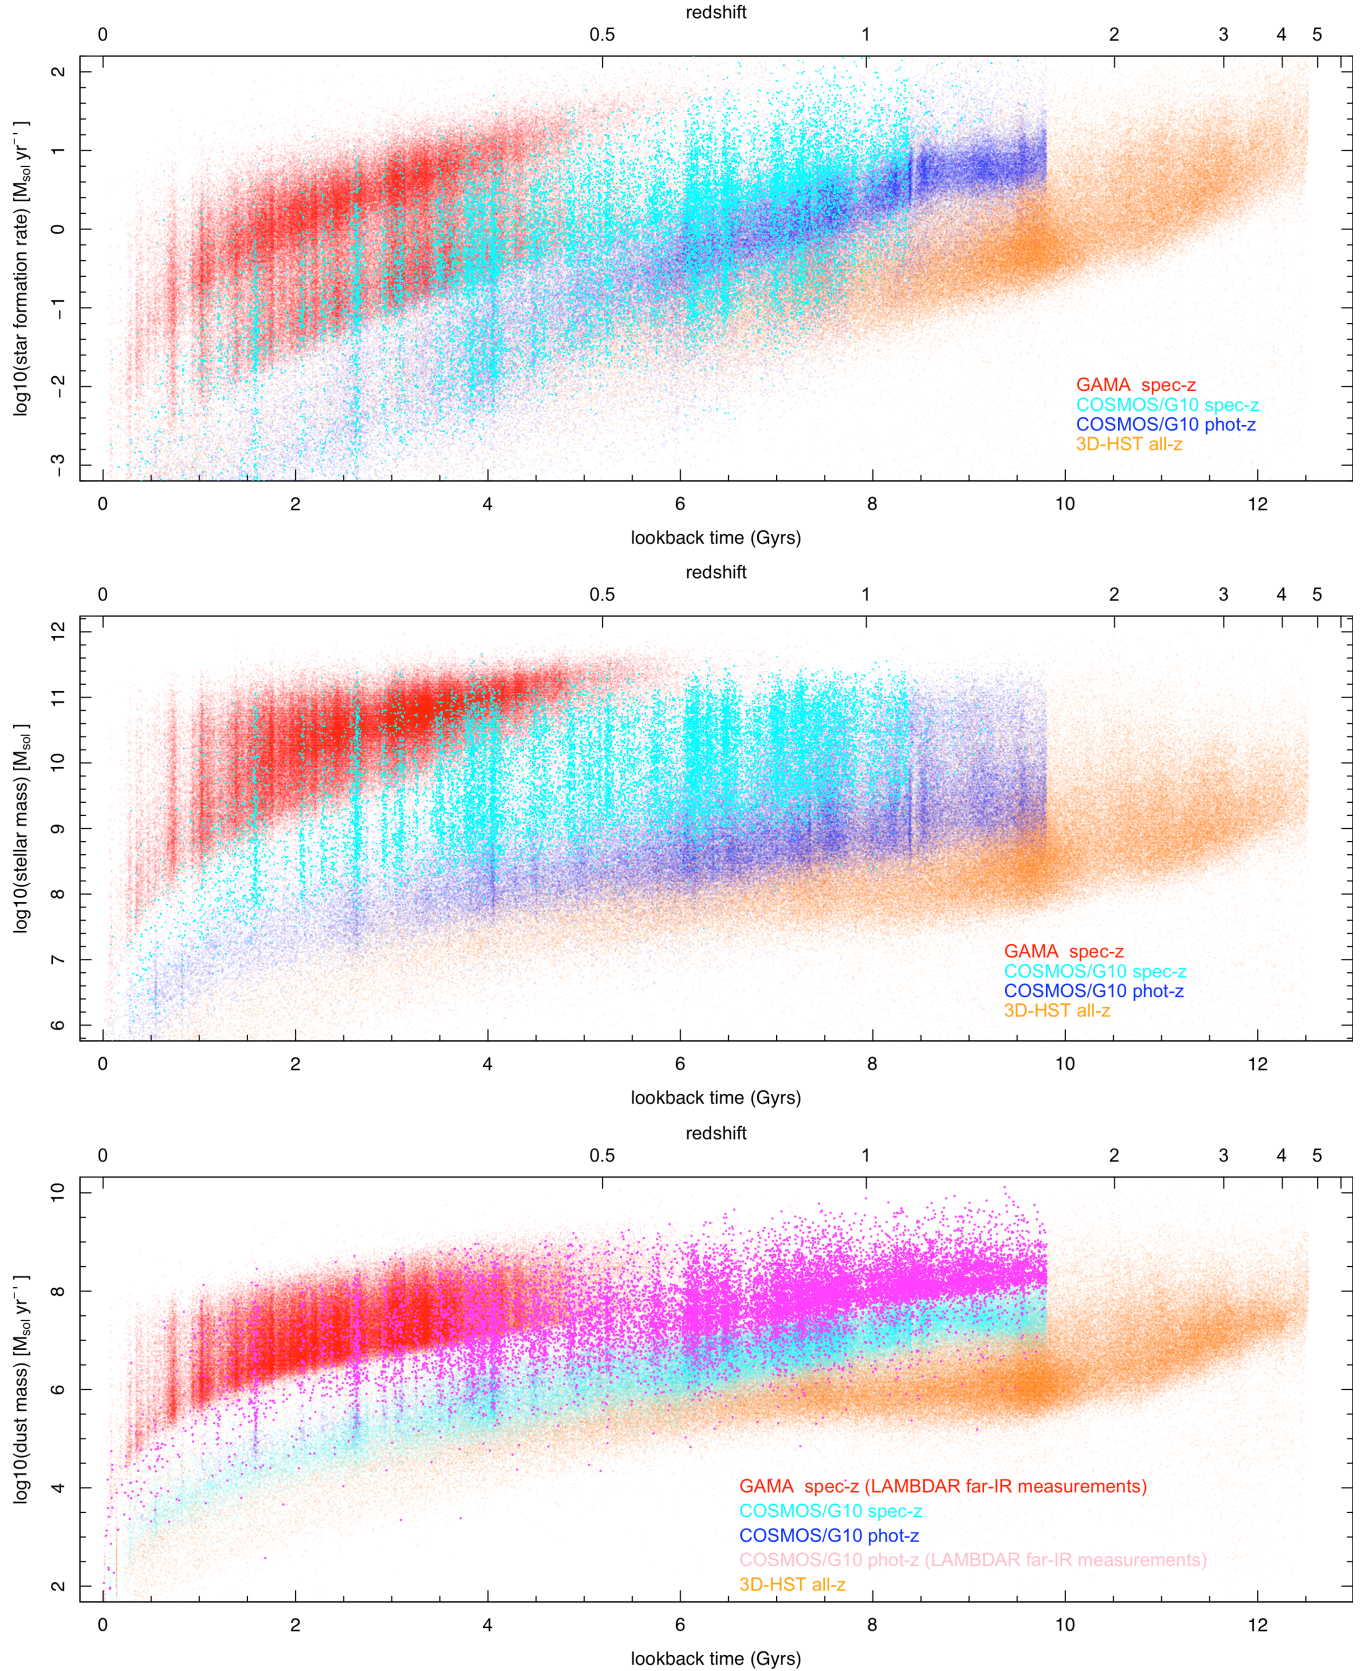 redshift
0 0.5 1 2 3 4 5
log10(star formation rate) [Msol yr⁻¹]
2
1
0
−1
−2
−3
GAMA spec-z
COSMOS/G10 spec-z
COSMOS/G10 phot-z
3D-HST all-z
0 2 4 6 8 10 12
lookback time (Gyrs)
redshift
0 0.5 1 2 3 4 5
log10(stellar mass) [Msol]
12
11
10
9
8
7
6
GAMA spec-z
COSMOS/G10 spec-z
COSMOS/G10 phot-z
3D-HST all-z
0 2 4 6 8 10 12
lookback time (Gyrs)
redshift
0 0.5 1 2 3 4 5
log10(dust mass) [Msol yr⁻¹]
10
8
6
4
2
GAMA spec-z (LAMBDAR far-IR measurements)
COSMOS/G10 spec-z
COSMOS/G10 phot-z
COSMOS/G10 phot-z (LAMBDAR far-IR measurements)
3D-HST all-z
0 2 4 6 8 10 12
lookback time (Gyrs)